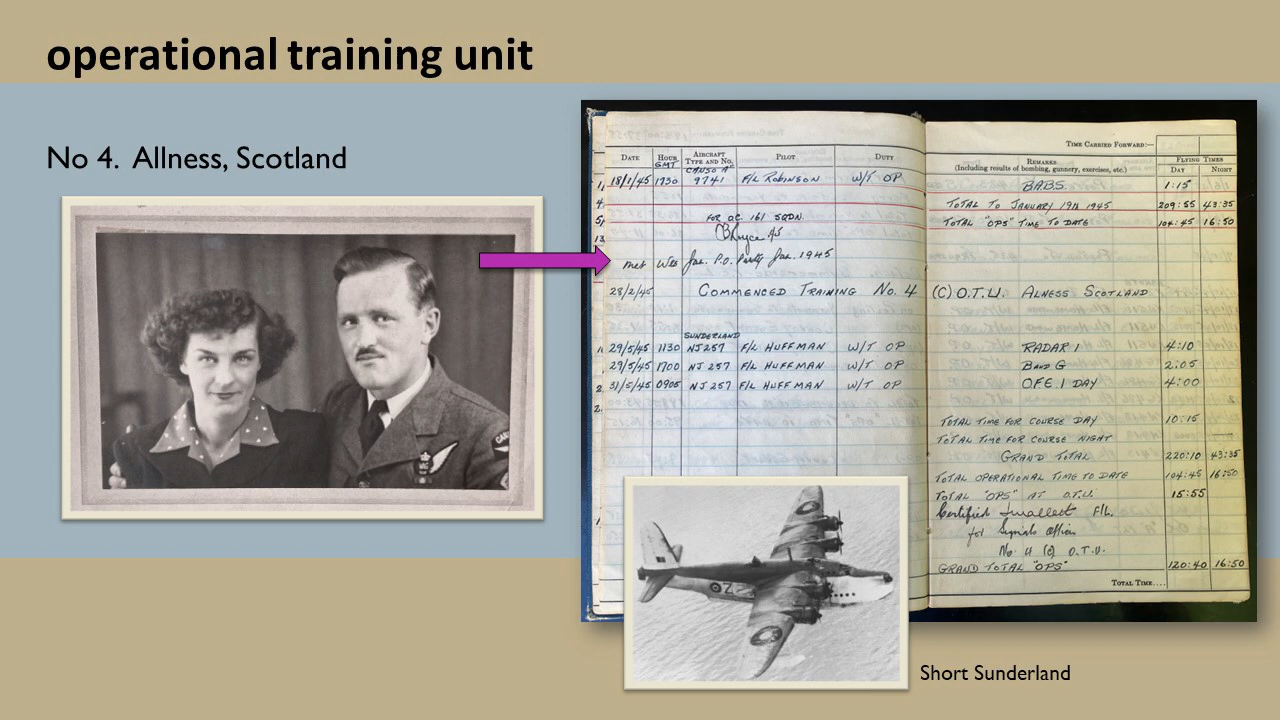 operational training unit
No 4.  Allness, Scotland
DATE HOUR GMT AIRCRAFT TYPE AND NO. PILOT DUTY
CANSO "A"
18/1/45 1730 9741 F/L ROBINSON W/T OP
FOR O.C. 161 SQDN.
met Jan. P.O. Party Jan. 1945
28/2/45 COMMENCED TRAINING NO. 4
SUNDERLAND
29/5/45 1130 NJ257 F/L HUFFMAN W/T OP
29/5/45 1700 NJ 257 F/L HUFFMAN W/T OP
31/5/45 0905 NJ 257 F/L HUFFMAN W/T OP
TIME CARRIED FORWARD:—
REMARKS
(Including results of bombing, gunnery, exercises, etc.)
FLYING TIMES
DAY NIGHT
BABS. 1:15
TOTAL TO JANUARY 19th 1945 209:55 43:35
TOTAL "OPS" TIME TO DATE 104:45 16:50
(C) O.T.U. ALNESS SCOTLAND
RADAR 1 4:10
B and G 2:05
O.F.E. 1 DAY 4:00
TOTAL TIME FOR COURSE DAY 10:15
TOTAL TIME FOR COURSE NIGHT
GRAND TOTAL 220:10 43:35
TOTAL OPERATIONAL TIME TO DATE 104:45 16:50
TOTAL "OPS" AT O.T.U. 15:55
Certified Smallest F/L.
for Signals Officer
No. 4 (C) O.T.U.
GRAND TOTAL "OPS" 120:40 16:50
TOTAL TIME....
Z
Short Sunderland